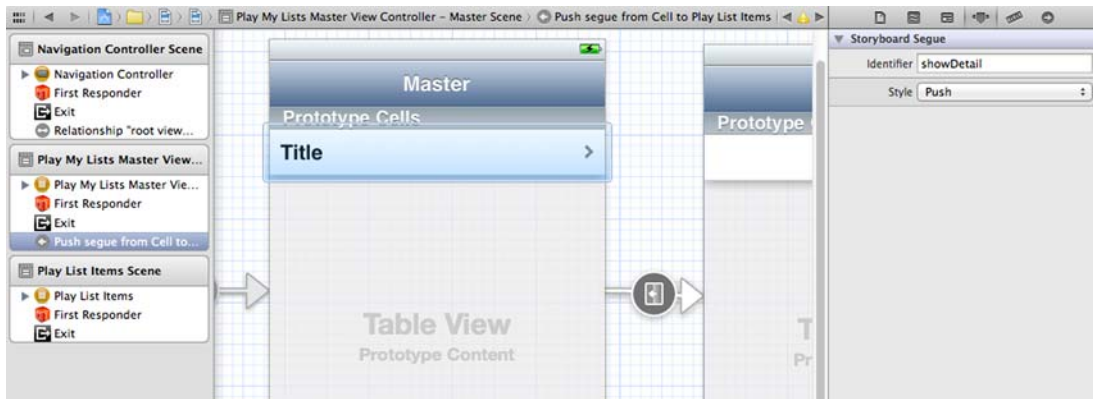 Play My Lists Master View Controller – Master Scene
Push segue from Cell to Play List Items
Navigation Controller Scene
Navigation Controller
First Responder
Exit
Relationship "root view...
Play My Lists Master View...
Play My Lists Master Vie...
First Responder
Exit
Push segue from Cell to...
Play List Items Scene
Play List Items
First Responder
Exit
Master
Prototype Cells
Title
Table View
Prototype Content
Prototype
T
Pr
Storyboard Segue
Identifier showDetail
Style Push